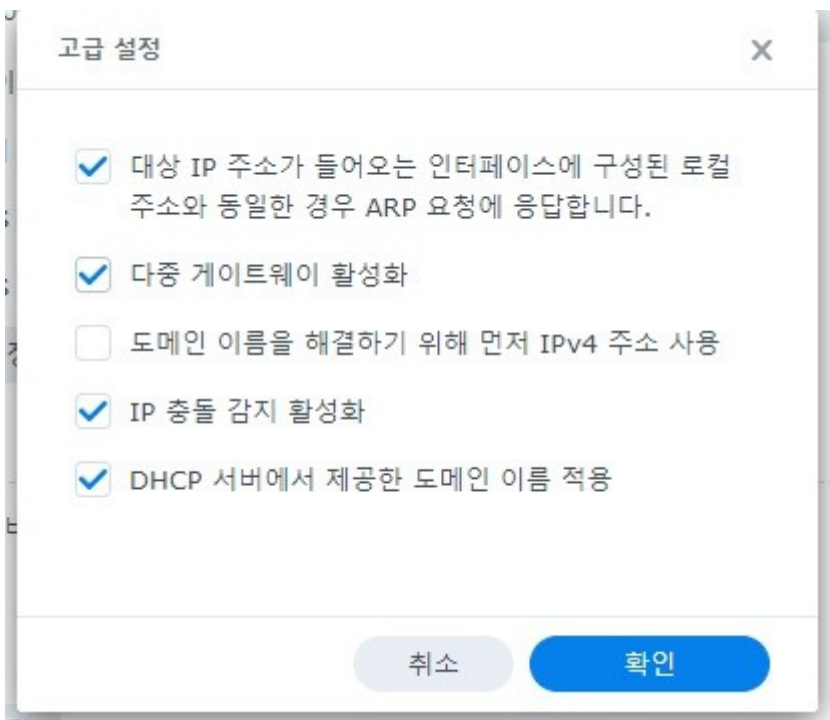 고급 설정
대상 IP 주소가 들어오는 인터페이스에 구성된 로컬
주소와 동일한 경우 ARP 요청에 응답합니다.
다중 게이트웨이 활성화
도메인 이름을 해결하기 위해 먼저 IPv4 주소 사용
IP 충돌 감지 활성화
DHCP 서버에서 제공한 도메인 이름 적용
취소
확인